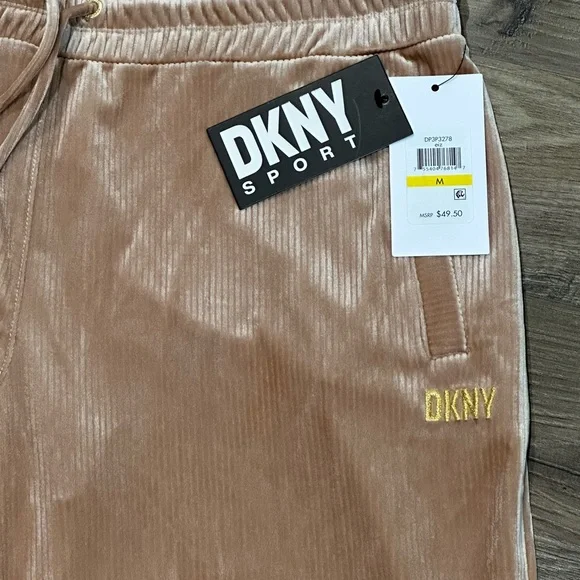 DKNY
SPORT
DP3P3278
M
MSRP $49.50
DKNY